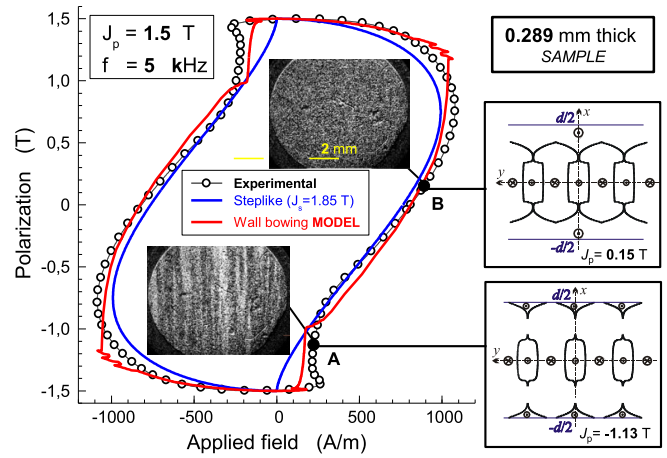 J_p = 1.5 T
f = 5 kHz
0.289 mm thick
SAMPLE
Polarization (T)
1,5
1,0
0,5
0
-0,5
-1,0
-1,5
2 mm
Experimental
Steplike (J_s=1.85 T)
Wall bowing MODEL
B
A
-1000 -500 0 500 1000
Applied field (A/m)
d/2 x
y
-d/2 J_p= 0.15 T
d/2 x
y
-d/2 J_p= -1.13 T